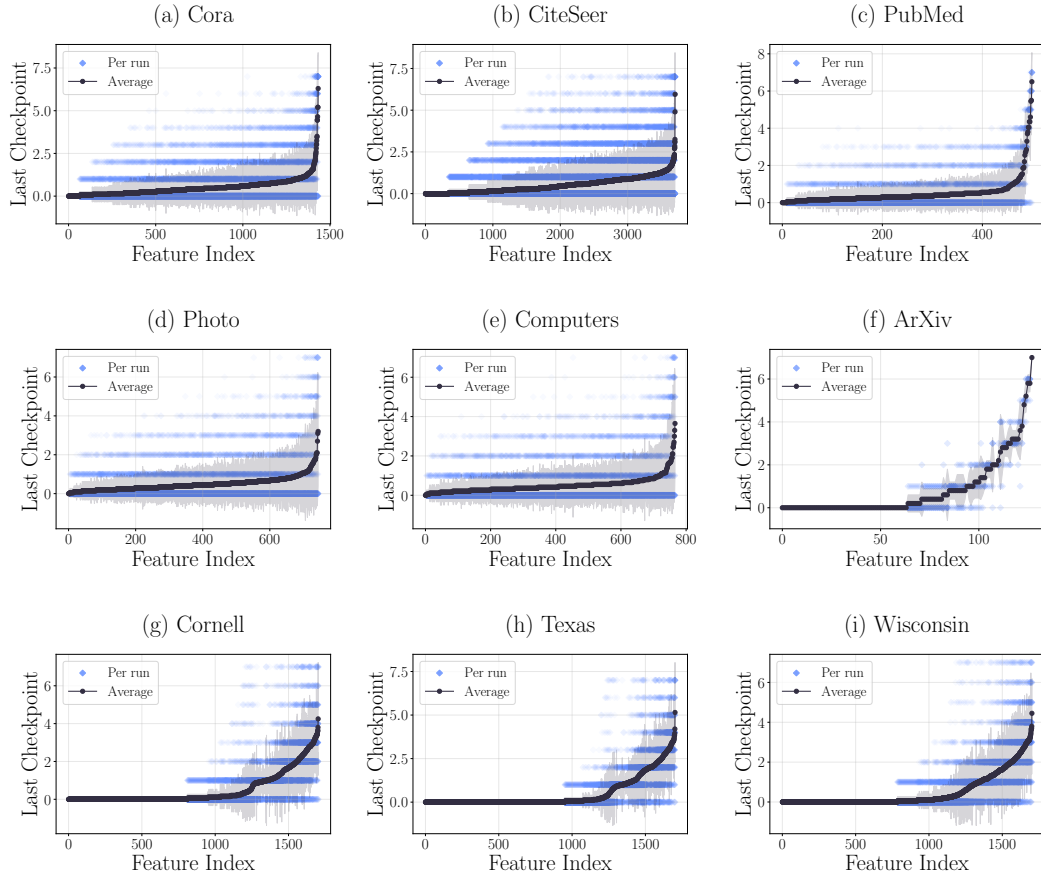 (a) Cora
Last Checkpoint
7.5
5.0
2.5
0.0
Per run
Average
0 500 1000 1500
Feature Index
(b) CiteSeer
Last Checkpoint
8
6
4
2
0
Per run
Average
0 1000 2000 3000
Feature Index
(c) PubMed
Last Checkpoint
8
6
4
2
0
Per run
Average
0 200 400
Feature Index
(d) Photo
Last Checkpoint
6
4
2
0
Per run
Average
0 200 400 600
Feature Index
(e) Computers
Last Checkpoint
6
4
2
0
Per run
Average
0 200 400 600 800
Feature Index
(f) ArXiv
Last Checkpoint
6
4
2
0
Per run
Average
0 50 100
Feature Index
(g) Cornell
Last Checkpoint
6
4
2
0
Per run
Average
0 500 1000 1500
Feature Index
(h) Texas
Last Checkpoint
7.5
5.0
2.5
0.0
Per run
Average
0 500 1000 1500
Feature Index
(i) Wisconsin
Last Checkpoint
6
4
2
0
Per run
Average
0 500 1000 1500
Feature Index